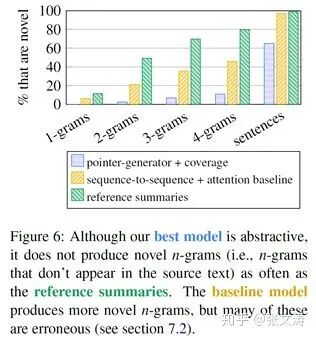 % that are novel
100
80
60
40
20
0
1-grams
2-grams
3-grams
4-grams
sentences
pointer-generator + coverage
sequence-to-sequence + attention baseline
reference summaries
Figure 6: Although our best model is abstractive,
it does not produce novel n-grams (i.e., n-grams
that don't appear in the source text) as often as
the reference summaries. The baseline model
produces more novel n-grams, but many of these
are erroneous (see section 7.2).
知乎 @张文涛